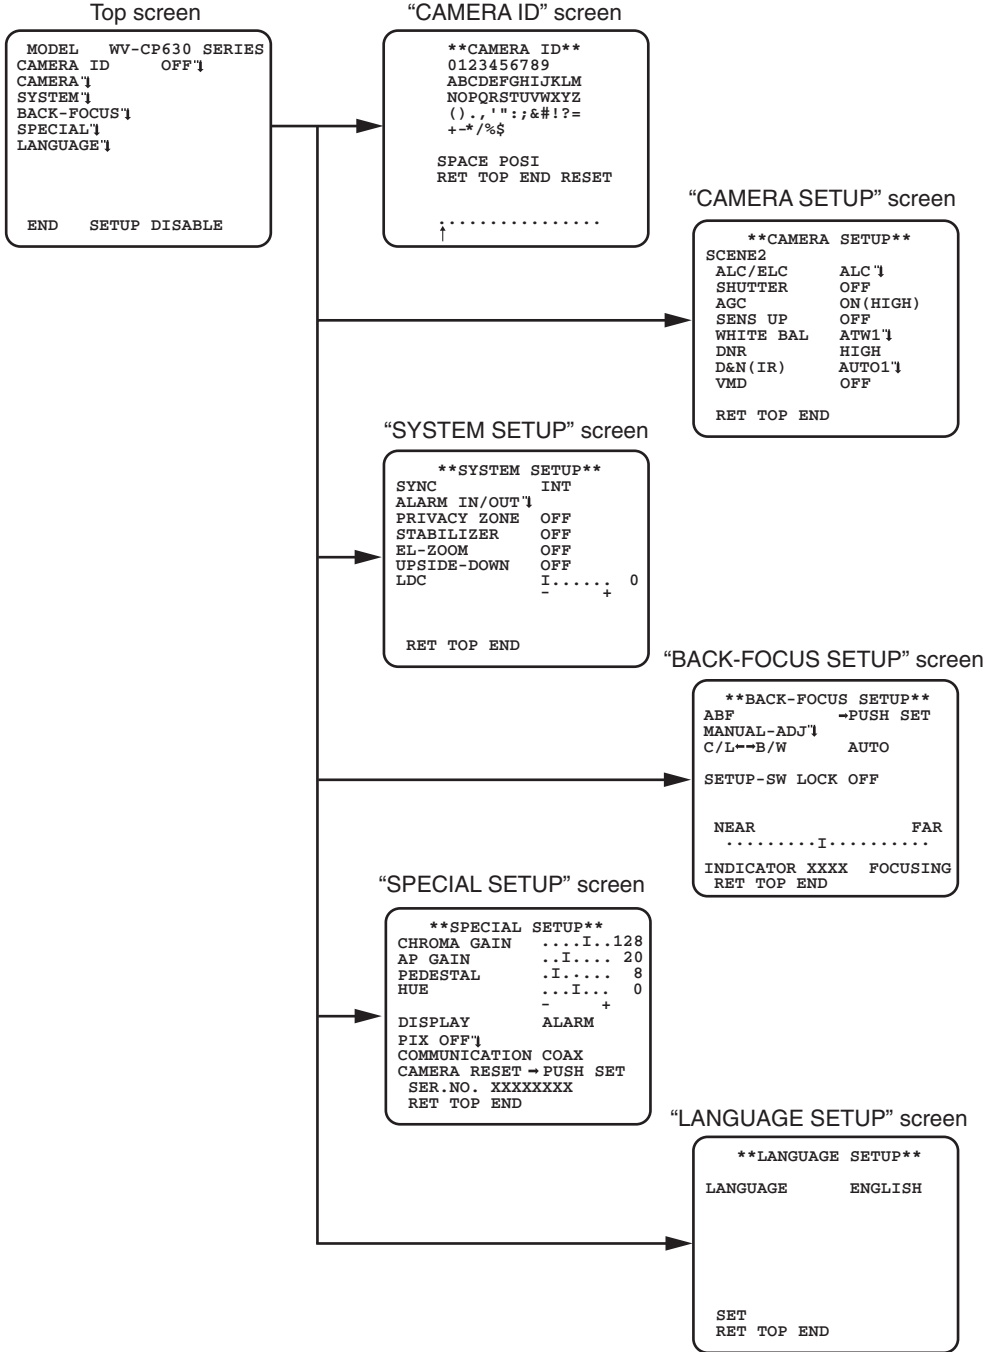 Top screen
MODEL WV-CP630 SERIES
CAMERA ID OFF
CAMERA
SYSTEM
BACK-FOCUS
SPECIAL
LANGUAGE
END SETUP DISABLE
“CAMERA ID” screen
**CAMERA ID**
0123456789
ABCDEFGHIJKLM
NOPQRSTUVWXYZ
().,'":;&#!?=
+-*/%$
SPACE POSI
RET TOP END RESET
................
↑
“CAMERA SETUP” screen
**CAMERA SETUP**
SCENE2
ALC/ELC ALC
SHUTTER OFF
AGC ON(HIGH)
SENS UP OFF
WHITE BAL ATW1
DNR HIGH
D&N(IR) AUTO1
VMD OFF
RET TOP END
“SYSTEM SETUP” screen
**SYSTEM SETUP**
SYNC INT
ALARM IN/OUT
PRIVACY ZONE OFF
STABILIZER OFF
EL-ZOOM OFF
UPSIDE-DOWN OFF
LDC I...... 0
- +
RET TOP END
“BACK-FOCUS SETUP” screen
**BACK-FOCUS SETUP**
ABF →PUSH SET
MANUAL-ADJ
C/L←→B/W AUTO
SETUP-SW LOCK OFF
NEAR FAR
.........I..........
INDICATOR XXXX FOCUSING
RET TOP END
“SPECIAL SETUP” screen
**SPECIAL SETUP**
CHROMA GAIN ....I..128
AP GAIN ..I.... 20
PEDESTAL .I..... 8
HUE ...I... 0
- +
DISPLAY ALARM
PIX OFF
COMMUNICATION COAX
CAMERA RESET →PUSH SET
SER.NO. XXXXXXXX
RET TOP END
“LANGUAGE SETUP” screen
**LANGUAGE SETUP**
LANGUAGE ENGLISH
SET
RET TOP END